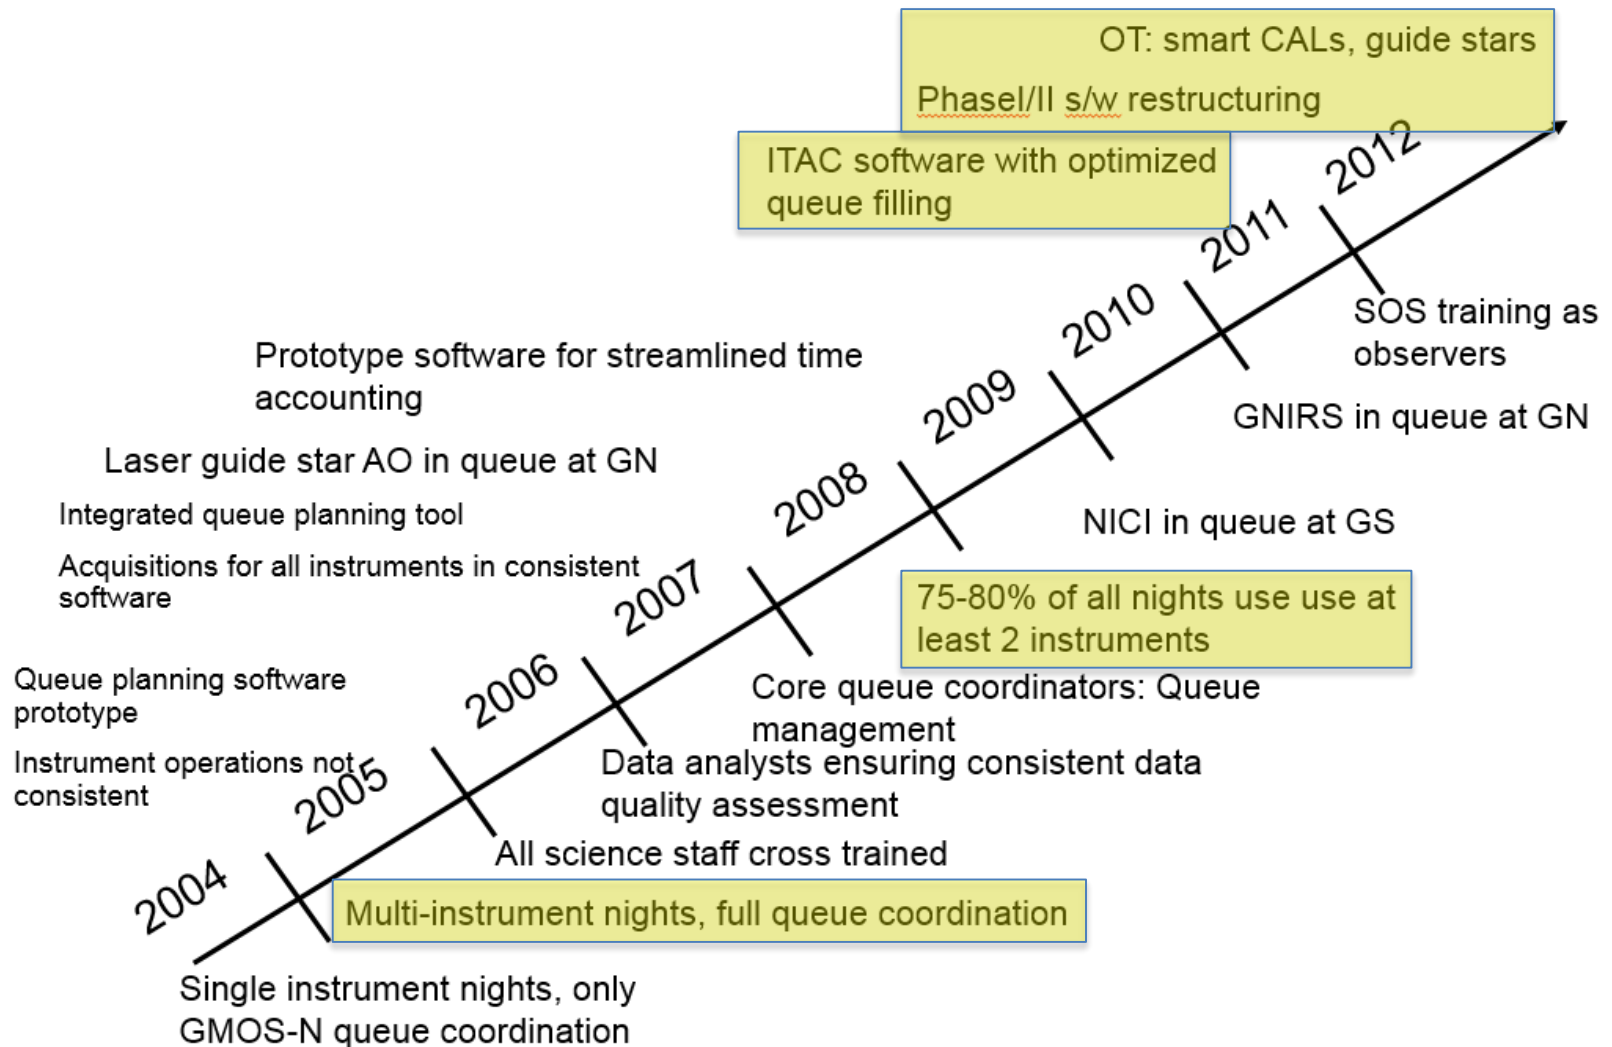 OT: smart CALs, guide stars
PhaseI/II s/w restructuring
ITAC software with optimized
queue filling
2012
2011
2010
2009
2008
2007
2006
2005
2004
SOS training as
observers
GNIRS in queue at GN
NICI in queue at GS
Prototype software for streamlined time
accounting
Laser guide star AO in queue at GN
Integrated queue planning tool
Acquisitions for all instruments in consistent
software
75-80% of all nights use use at
least 2 instruments
Queue planning software
prototype
Core queue coordinators: Queue
management
Instrument operations not
consistent
Data analysts ensuring consistent data
quality assessment
All science staff cross trained
Multi-instrument nights, full queue coordination
Single instrument nights, only
GMOS-N queue coordination